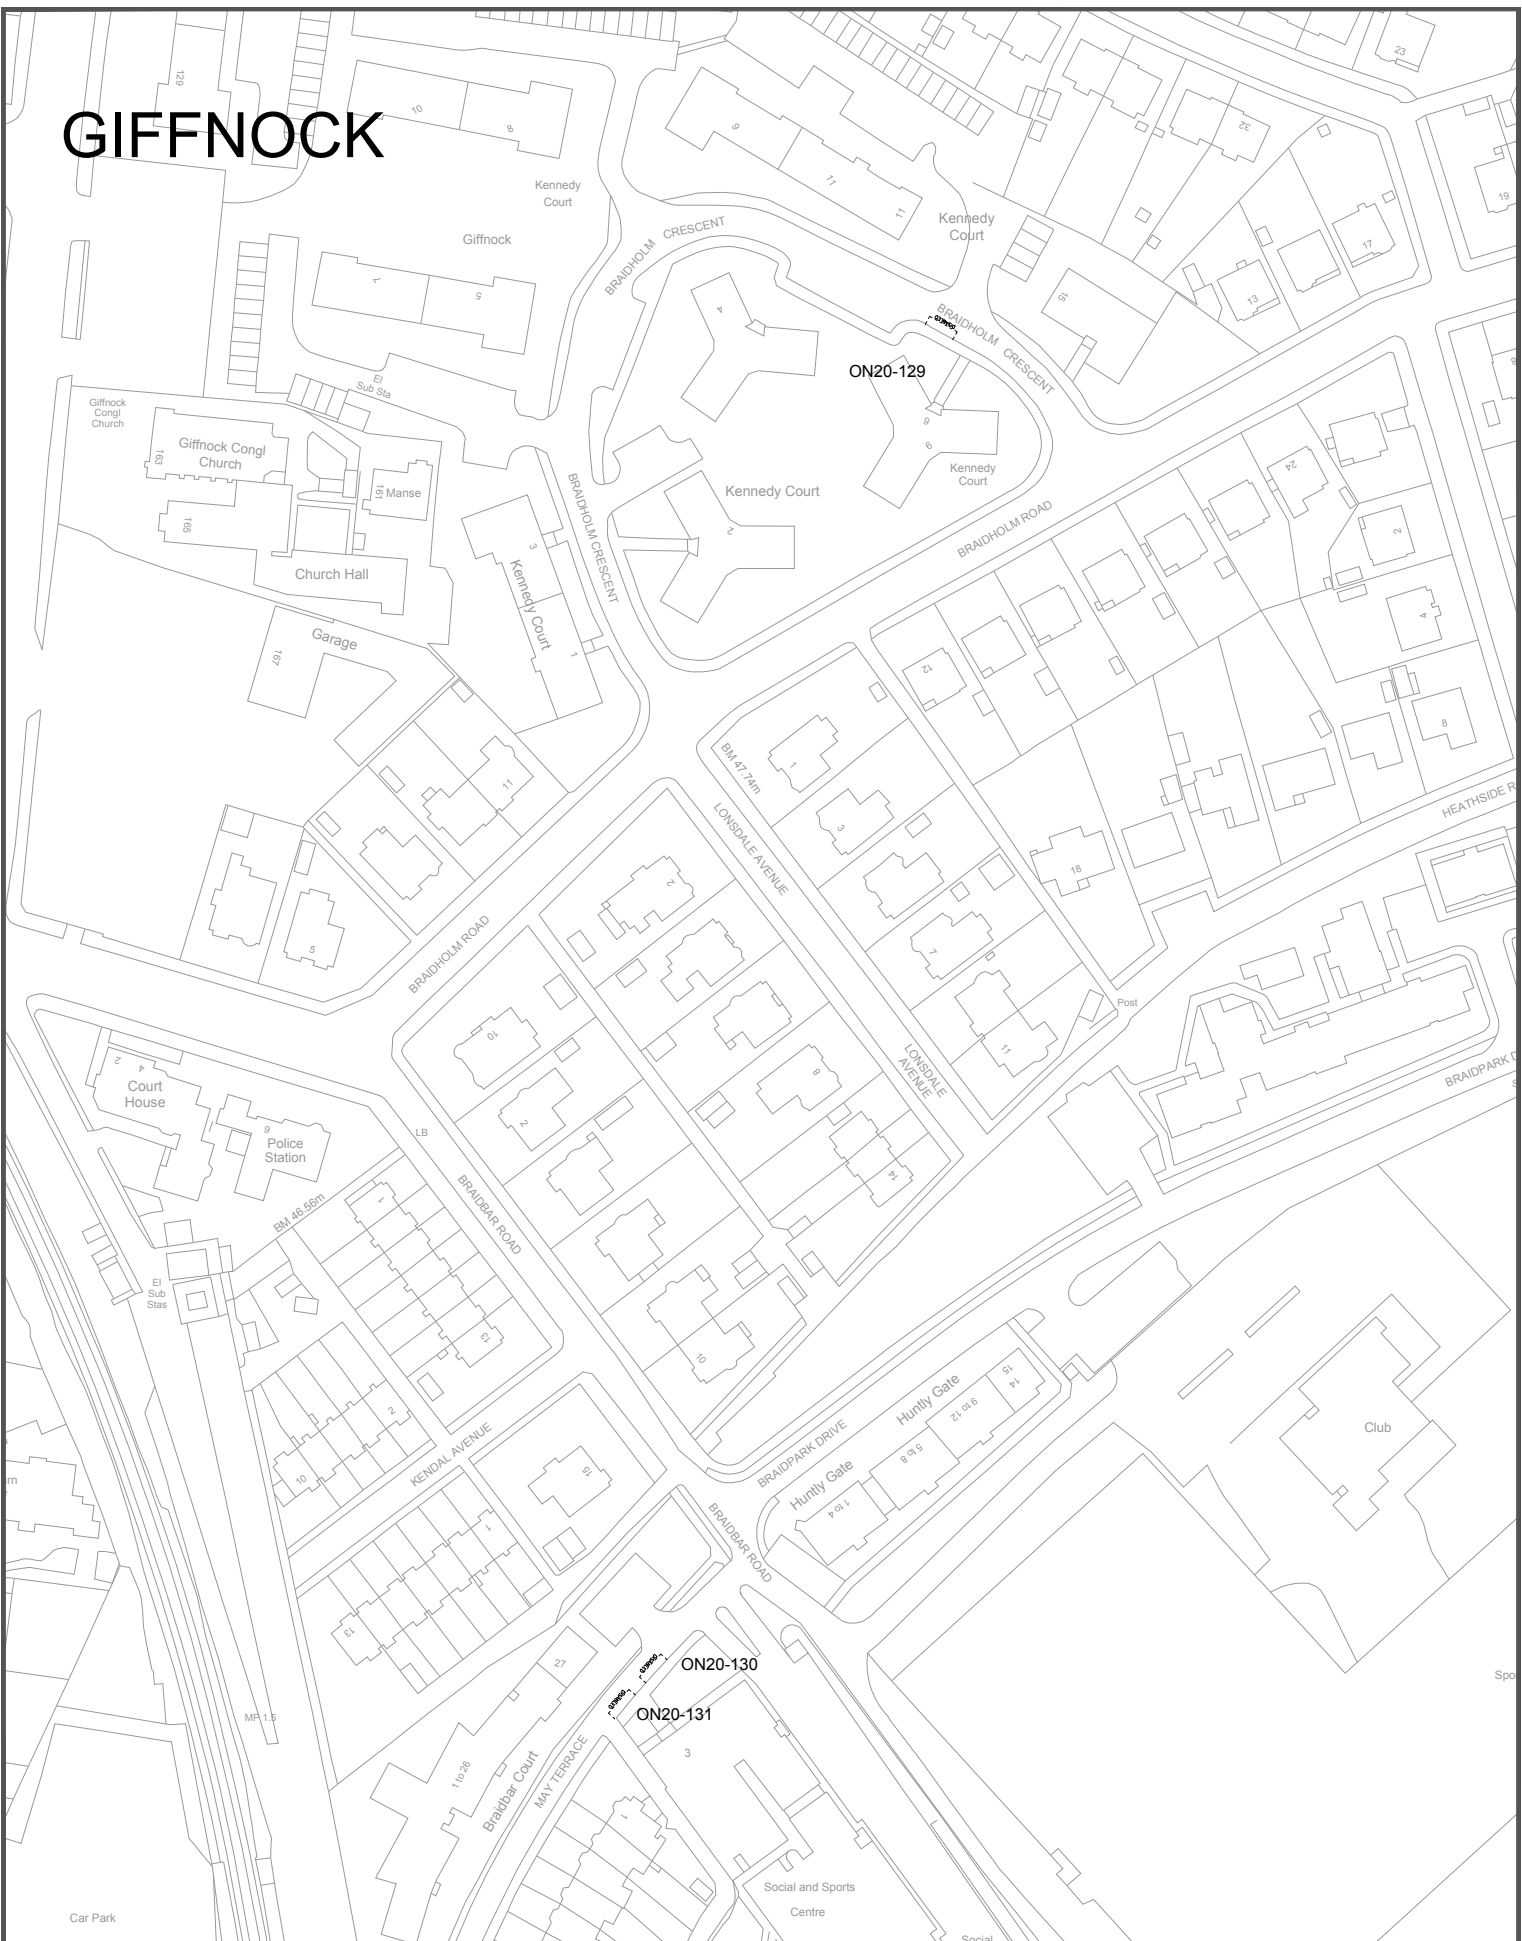 GIFFNOCK
129
10
8
Kennedy
Court
Giffnock
7
5
9
11
11
Kennedy
Court
BRAIDHOLM CRESCENT
23
32
19
17
13
15
4
BRAIDHOLM CRESCENT
ON20-129
6
6
Kennedy
Court
El
Sub Sta
Giffnock
Congl
Church
Giffnock Congl
Church
163
165
161
Manse
Church Hall
Garage
167
3
Kennedy Court
1
BRAIDHOLM CRESCENT
Kennedy Court
2
BRAIDHOLM ROAD
24
2
4
8
12
18
HEATHSIDE R
BM 47.74m
LONSDALE AVENUE
1
3
7
11
Post
LONSDALE
AVENUE
11
5
BRAIDHOLM ROAD
2
8
14
10
2
10
Court
House
2
4
6
Police
Station
LB
BM 46.56m
BRAIDBAR ROAD
1
13
El
Sub
Stas
2
10
KENDAL AVENUE
15
1
13
BRAIDPARK D
BRAIDPARK DRIVE
Huntly Gate
15
14
9 to 12
5 to 8
Huntly Gate
1 to 4
BRAIDBAR ROAD
Club
Spo
27
ON20-130
ON20-131
MP 1.5
1 to 26
Braidbar Court
MAY TERRACE
3
1
Social and Sports
Centre
Social
Car Park
rn